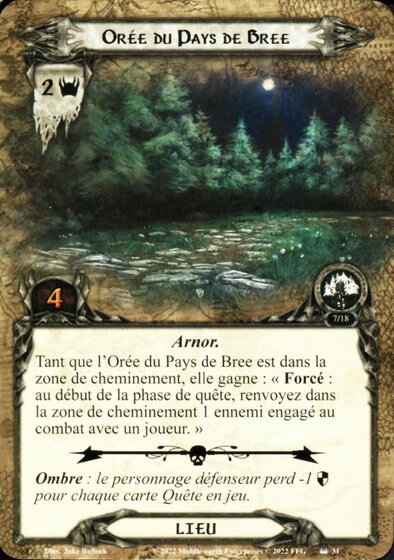 Orée du Pays de Bree
2
4
7/18
Arnor.
Tant que l'Orée du Pays de Bree est dans la
zone de cheminement, elle gagne : « Forcé :
au début de la phase de quête, renvoyez dans
la zone de cheminement 1 ennemi engagé au
combat avec un joueur. »
Ombre : le personnage défenseur perd -1
pour chaque carte Quête en jeu.
Illus. Jake Bullock © 2022 Middle-earth Enterprises © 2022 FFG 31
LIEU